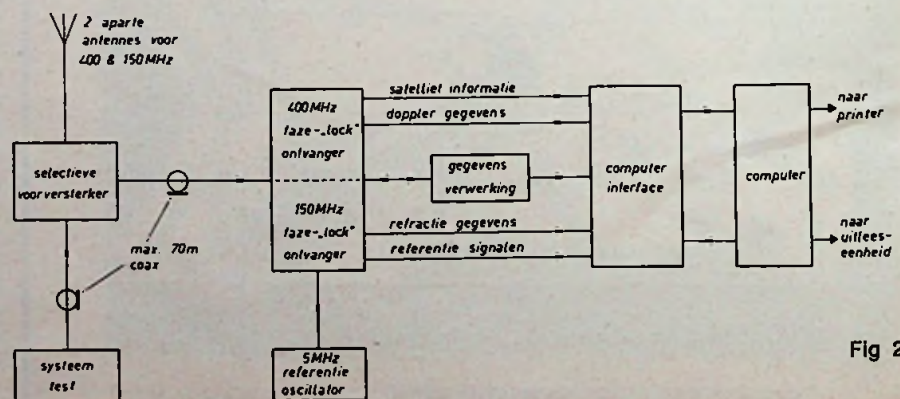 2 aparte
antennes voor
400 & 150MHz
selectieve
voorversterker
max. 70m
coax
systeem
test
400MHz
faze-„lock"
ontvanger
150MHz
faze-„lock"
ontvanger
5MHz
referentie
oscillator
satelliet informatie
doppler gegevens
gegevens
verwerking
refractie gegevens
referentie signalen
computer
interface
computer
naar
printer
naar
uitlees-
eenheid
Fig 2